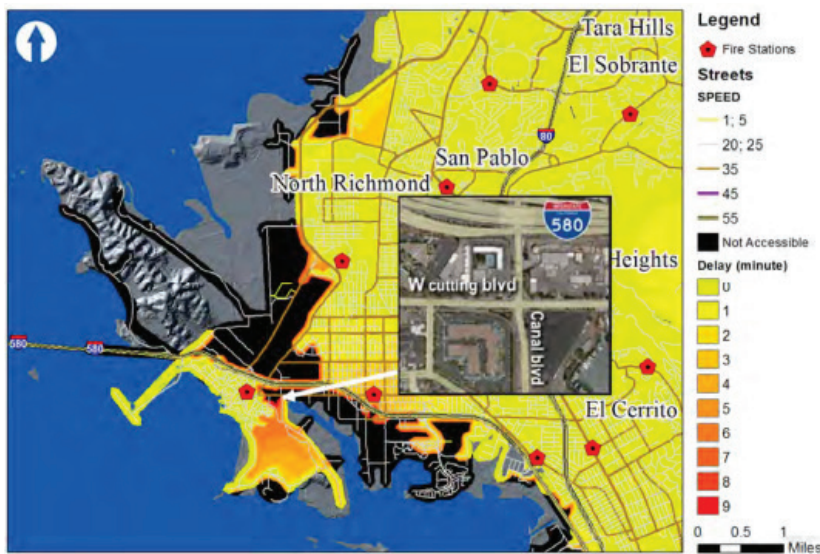 Tara Hills
El Sobrante
80
San Pablo
North Richmond
INTERSTATE
580
Heights
W cutting blvd
Canal blvd
580
580
El Cerrito
Legend
Fire Stations
Streets
SPEED
1; 5
20; 25
35
45
55
Not Accessible
Delay (minute)
0
1
2
3
4
5
6
7
8
9
0 0.5 1
Miles